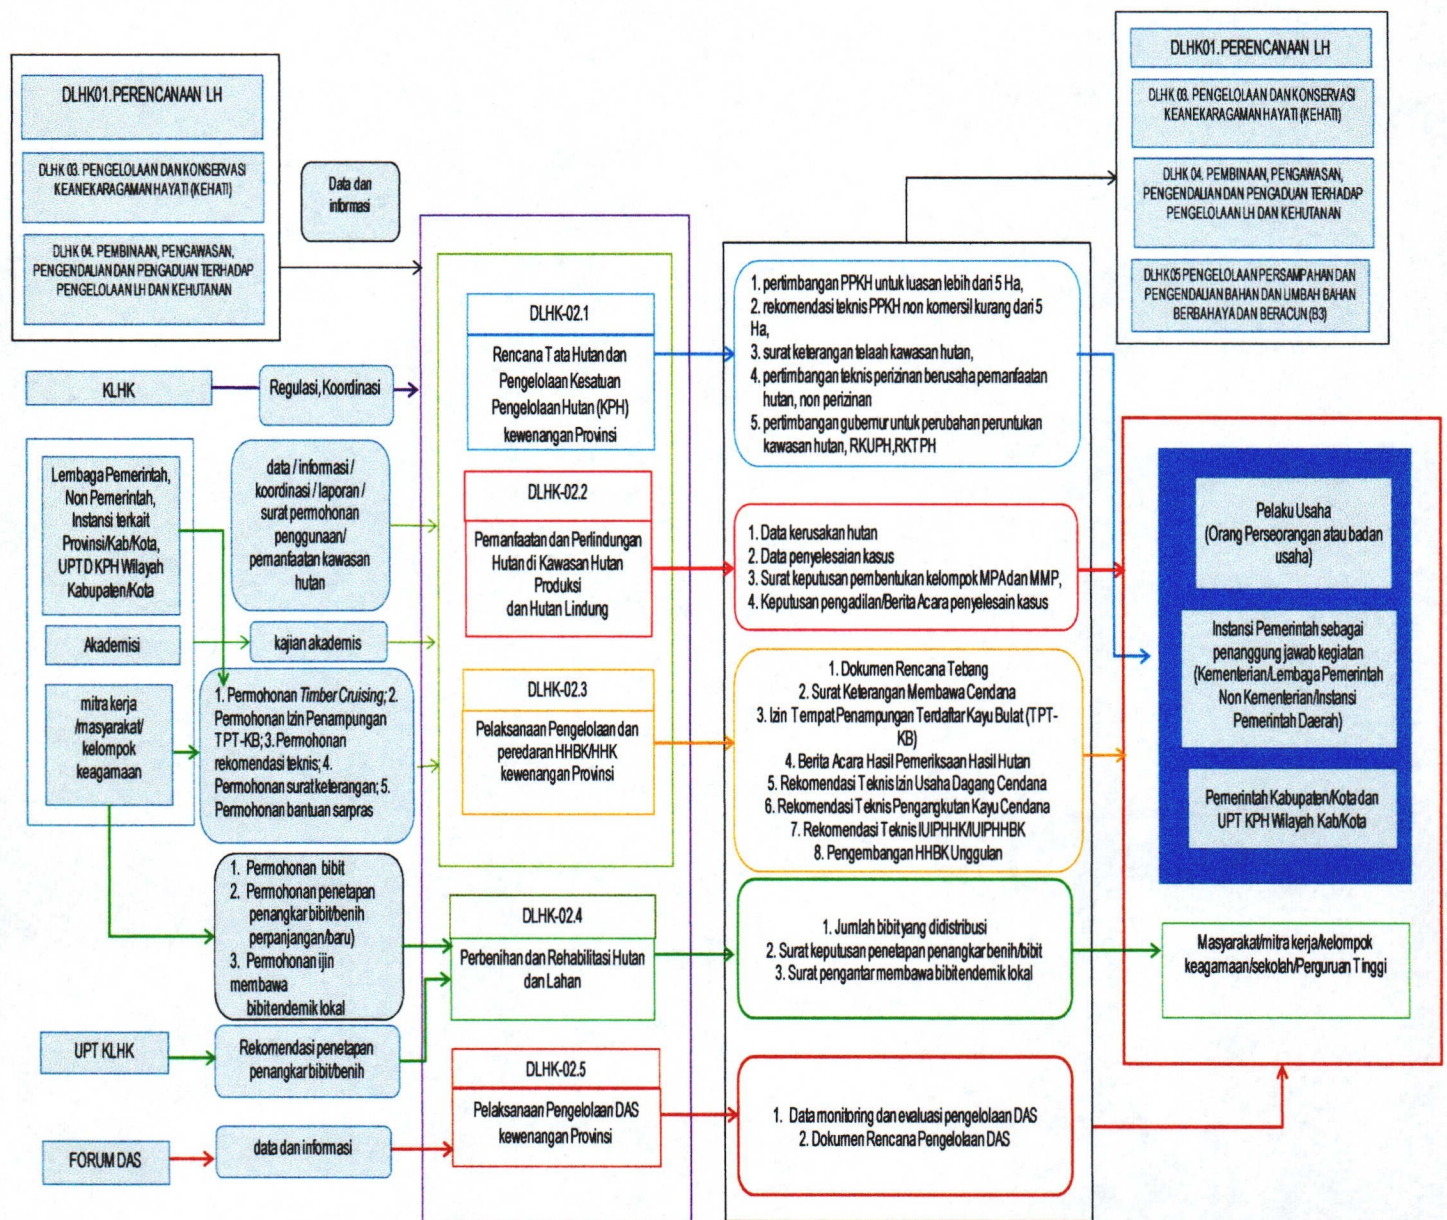 DLHK01.PERENCANAAN LH
DLHK 03. PENGELOLAAN DAN KONSERVASI
KEANEKARAGAMAN HAYATI (KEHATI)
DLHK 04. PEMBINAAN, PENGAWASAN,
PENGENDALIAN DAN PENGADUAN TERHADAP
PENGELOLAAN LH DAN KEHUTANAN
Data dan
informasi
KLHK
Regulasi, Koordinasi
Lembaga Pemerintah,
Non Pemerintah,
Instansi terkait
Provinsi/Kab/Kota,
UPT D KPH Wilayah
Kabupaten/Kota
Akademisi
mitra kerja
/masyarakat/
kelompok
keagamaan
data / informasi /
koordinasi / laporan /
surat permohonan
penggunaan/
pemanfaatan kawasan
hutan
kajian akademis
1. Permohonan Timber Cruising; 2.
Permohonan Izin Penampungan
TPT-KB; 3. Permohonan
rekomendasi teknis; 4.
Permohonan surat keterangan; 5.
Permohonan bantuan sarpras
1. Permohonan bibit
2. Permohonan penetapan
penangkar bibit/benih
perpanjangan/baru)
3. Permohonan ijin
membawa
bibit endemik lokal
UPT KLHK
Rekomendasi penetapan
penangkar bibit/benih
FORUM DAS
data dan informasi
DLHK-02.1
Rencana Tata Hutan dan
Pengelolaan Kesatuan
Pengelolaan Hutan (KPH)
kewenangan Provinsi
DLHK-02.2
Pemanfaatan dan Perlindungan
Hutan di Kawasan Hutan
Produksi
dan Hutan Lindung
DLHK-02.3
Pelaksanaan Pengelolaan dan
peredaran HHBK/HHK
kewenangan Provinsi
DLHK-02.4
Perbenihan dan Rehabilitasi Hutan
dan Lahan
DLHK-02.5
Pelaksanaan Pengelolaan DAS
kewenangan Provinsi
1. pertimbangan PPKH untuk luasan lebih dari 5 Ha,
2. rekomendasi teknis PPKH non komersil kurang dari 5
Ha,
3. surat keterangan telaah kawasan hutan,
4. pertimbangan teknis perizinan berusaha pemanfaatan
hutan, non perizinan
5. pertimbangan gubernur untuk perubahan peruntukan
kawasan hutan, RKUPH,RKT PH
1. Data kerusakan hutan
2. Data penyelesaian kasus
3. Surat keputusan pembentukan kelompok MPA dan MMP,
4. Keputusan pengadilan/Berita Acara penyelesain kasus
1. Dokumen Rencana Tebang
2. Surat Keterangan Membawa Cendana
3. Izin Tempat Penampungan Terdaftar Kayu Bulat (TPT-
KB)
4. Berita Acara Hasil Pemeriksaan Hasil Hutan
5. Rekomendasi Teknis Izin Usaha Dagang Cendana
6. Rekomendasi Teknis Pengangkutan Kayu Cendana
7. Rekomendasi Teknis IUIPHHK/IUIPHHBK
8. Pengembangan HHBK Unggulan
1. Jumlah bibit yang didistribusi
2. Surat keputusan penetapan penangkar benih/bibit
3. Surat pengantar membawa bibit endemik lokal
1. Data monitoring dan evaluasi pengelolaan DAS
2. Dokumen Rencana Pengelolaan DAS
DLHK01. PERENCANAAN LH
DLHK 03. PENGELOLAAN DAN KONSERVASI
KEANEKARAGAMAN HAYATI (KEHATI)
DLHK 04. PEMBINAAN, PENGAWASAN,
PENGENDALIAN DAN PENGADUAN TERHADAP
PENGELOLAAN LH DAN KEHUTANAN
DLHK 05 PENGELOLAAN PERSAMPAHAN DAN
PENGENDALIAN BAHAN DAN LIMBAH BAHAN
BERBAHAYA DAN BERACUN (B3)
Pelaku Usaha
(Orang Perseorangan atau badan
usaha)
Instansi Pemerintah sebagai
penanggung jawab kegiatan
(Kementerian/Lembaga Pemerintah
Non Kementerian/Instansi
Pemerintah Daerah)
Pemerintah Kabupaten/Kota dan
UPT KPH Wilayah Kab/Kota
Masyarakat/mitra kerja/kelompok
keagamaan/sekolah/Perguruan Tinggi